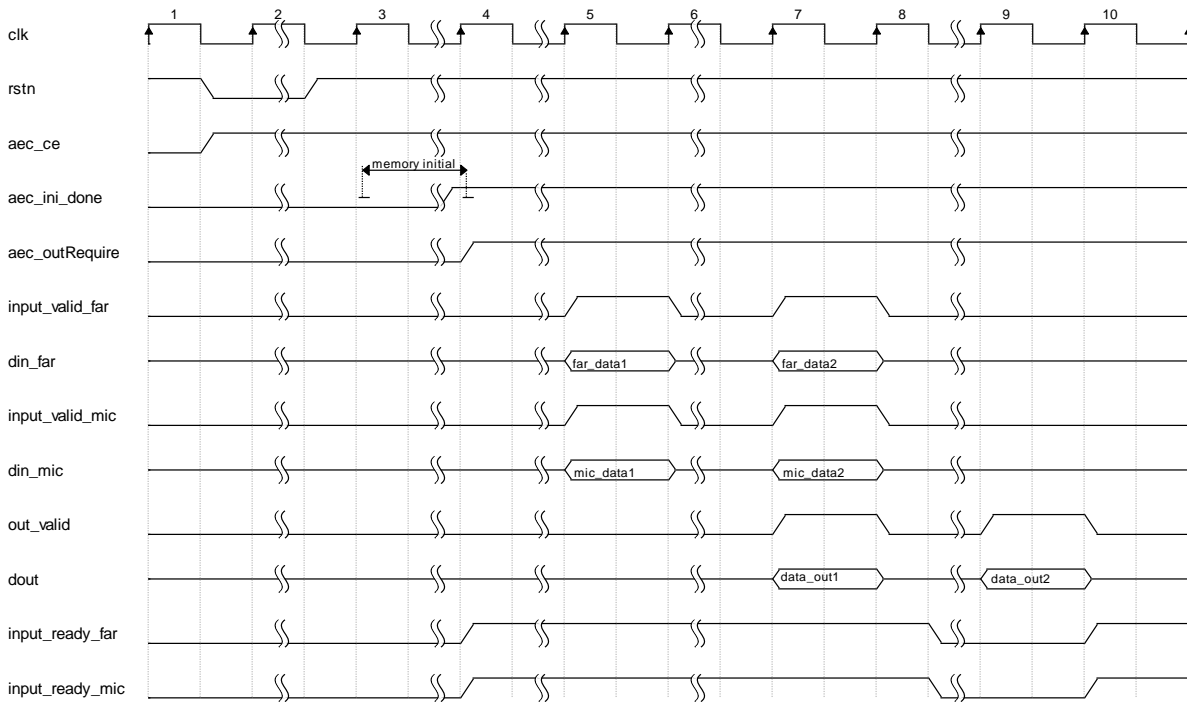 1 2 3 4 5 6 7 8 9 10
clk
rstn
aec_ce
memory initial
aec_ini_done
aec_outRequire
input_valid_far
din_far far_data1 far_data2
input_valid_mic
din_mic mic_data1 mic_data2
out_valid
dout data_out1 data_out2
input_ready_far
input_ready_mic